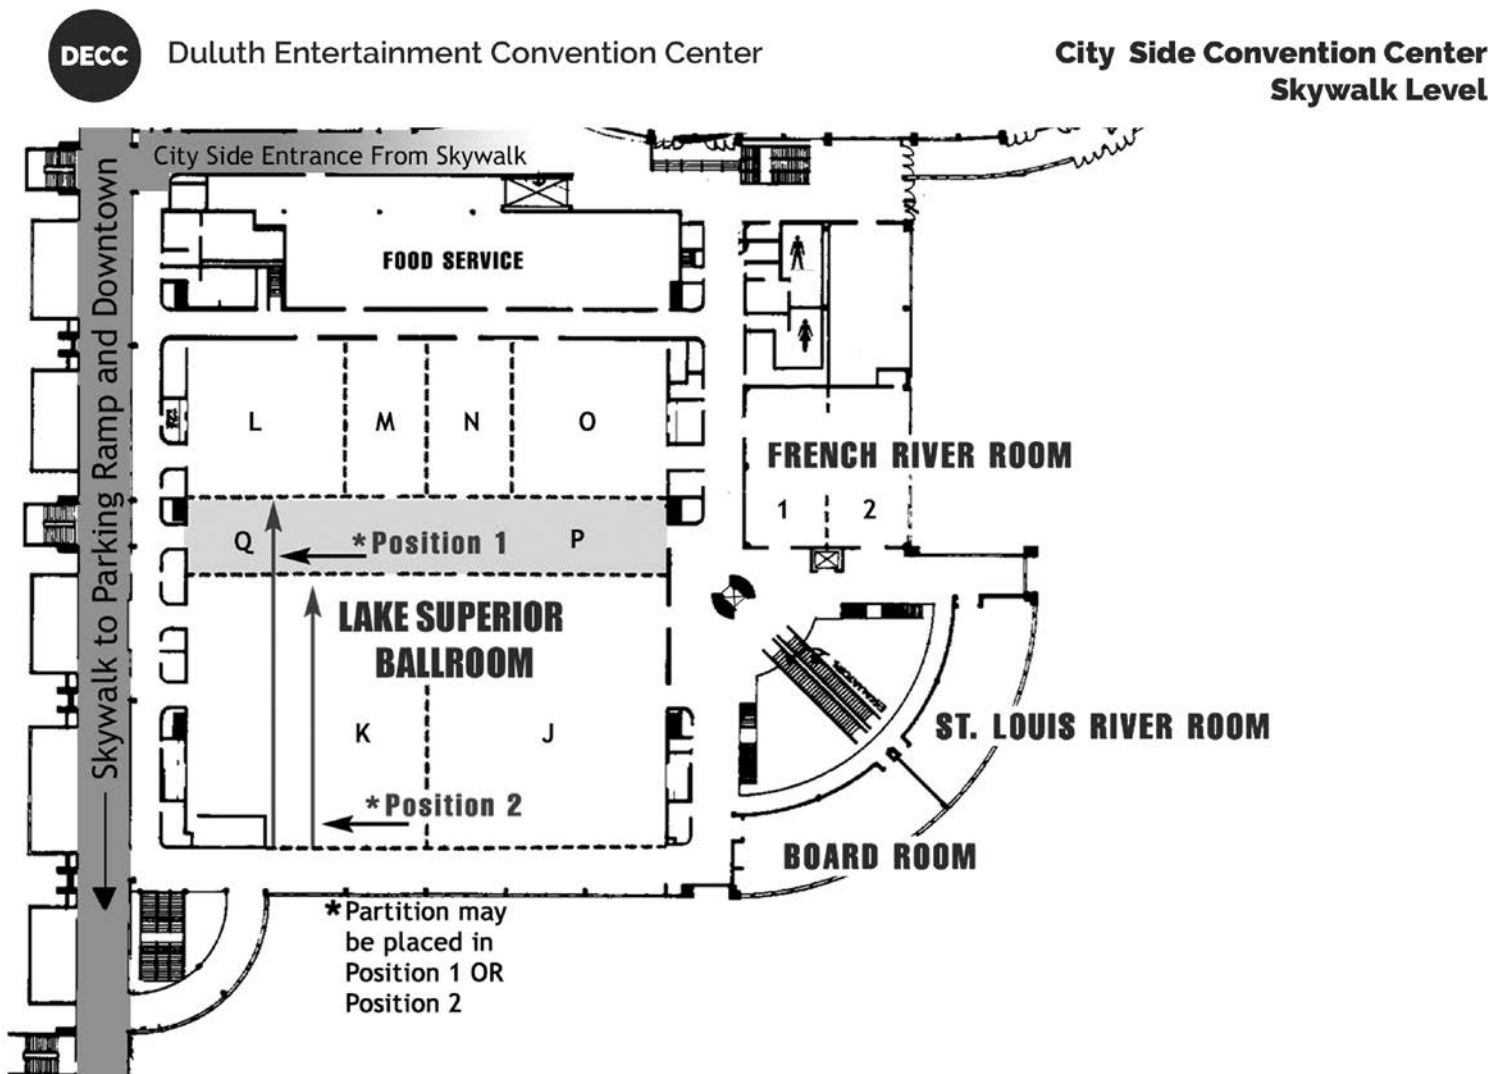 DECC
Duluth Entertainment Convention Center
City Side Convention Center
Skywalk Level
City Side Entrance From Skywalk
Skywalk to Parking Ramp and Downtown
FOOD SERVICE
L
M
N
O
FRENCH RIVER ROOM
1
2
Q
*Position 1
P
LAKE SUPERIOR
BALLROOM
K
J
*Position 2
ESCALATORS
ST. LOUIS RIVER ROOM
BOARD ROOM
*Partition may
be placed in
Position 1 OR
Position 2